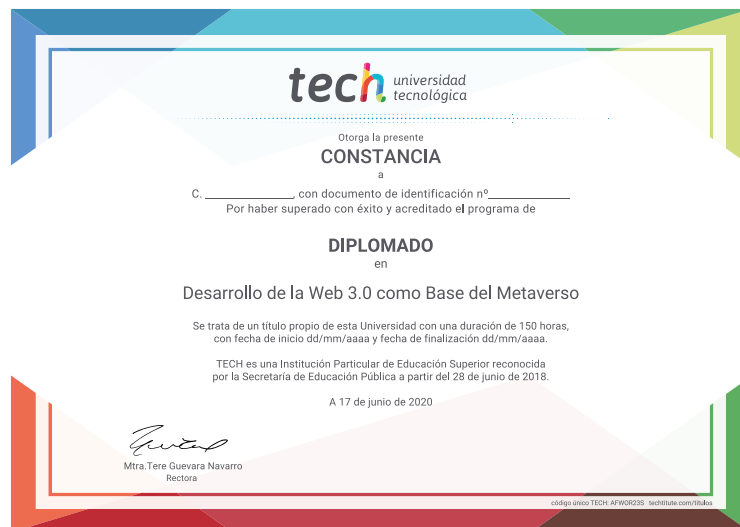 tech universidad
tecnológica
Otorga la presente
CONSTANCIA
a
C. ______________, con documento de identificación nº_____________
Por haber superado con éxito y acreditado el programa de
DIPLOMADO
en
Desarrollo de la Web 3.0 como Base del Metaverso
Se trata de un título propio de esta Universidad con una duración de 150 horas,
con fecha de inicio dd/mm/aaaa y fecha de finalización dd/mm/aaaa.
TECH es una Institución Particular de Educación Superior reconocida
por la Secretaría de Educación Pública a partir del 28 de junio de 2018.
A 17 de junio de 2020
Mtra.Tere Guevara Navarro
Rectora
código único TECH: AFWOR23S techtitute.com/titulos